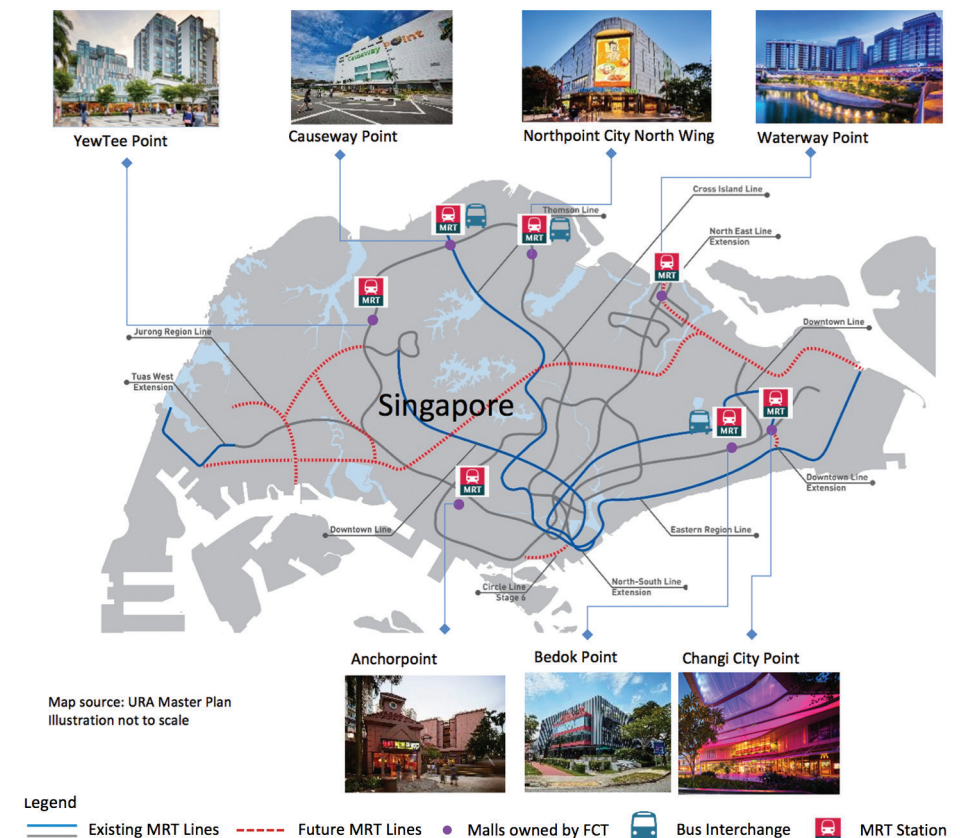 YewTee Point
Causeway Point
Northpoint City North Wing
Waterway Point
Causeway Point
Cross Island Line
Thomson Line
North East Line
Extension
MRT
MRT
MRT
MRT
Jurong Region Line
Downtown Line
Tuas West
Extension
Singapore
MRT
MRT
MRT
Downtown Line
Extension
Downtown Line
Eastern Region Line
Circle Line
Stage 6
North-South Line
Extension
Anchorpoint
Bedok Point
Changi City Point
Map source: URA Master Plan
Illustration not to scale
Legend
Existing MRT Lines
Future MRT Lines
Malls owned by FCT
Bus Interchange
MRT Station